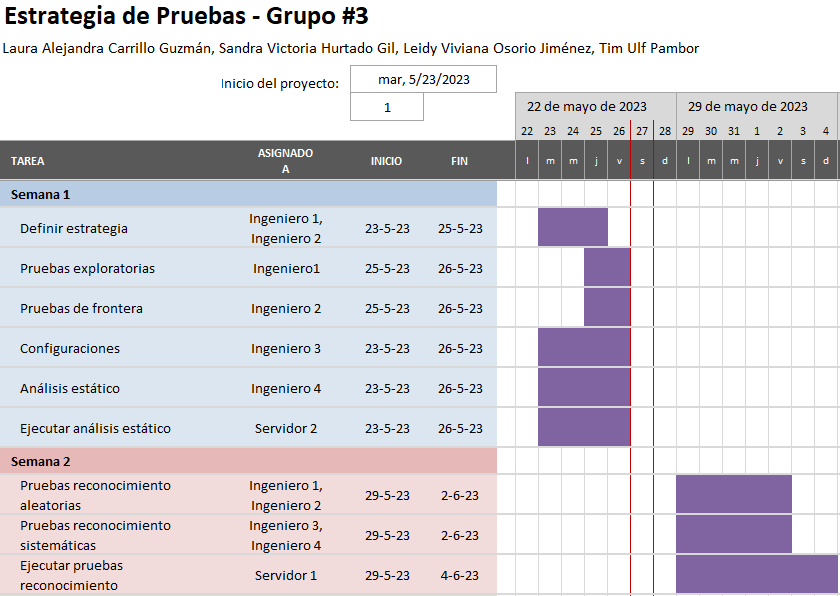 Estrategia de Pruebas - Grupo #3
Laura Alejandra Carrillo Guzmán, Sandra Victoria Hurtado Gil, Leidy Viviana Osorio Jiménez, Tim Ulf Pambor
Inicio del proyecto: mar, 5/23/2023
1
22 de mayo de 2023 29 de mayo de 2023
22 23 24 25 26 27 28 29 30 31 1 2 3 4
TAREA ASIGNADO A INICIO FIN l m m j v s d l m m j v s d
Semana 1
Definir estrategia Ingeniero 1, Ingeniero 2 23-5-23 25-5-23
Pruebas exploratorias Ingeniero1 25-5-23 26-5-23
Pruebas de frontera Ingeniero 2 25-5-23 26-5-23
Configuraciones Ingeniero 3 23-5-23 26-5-23
Análisis estático Ingeniero 4 23-5-23 26-5-23
Ejecutar análisis estático Servidor 2 23-5-23 26-5-23
Semana 2
Pruebas reconocimiento aleatorias Ingeniero 1, Ingeniero 2 29-5-23 2-6-23
Pruebas reconocimiento sistemáticas Ingeniero 3, Ingeniero 4 29-5-23 2-6-23
Ejecutar pruebas reconocimiento Servidor 1 29-5-23 4-6-23